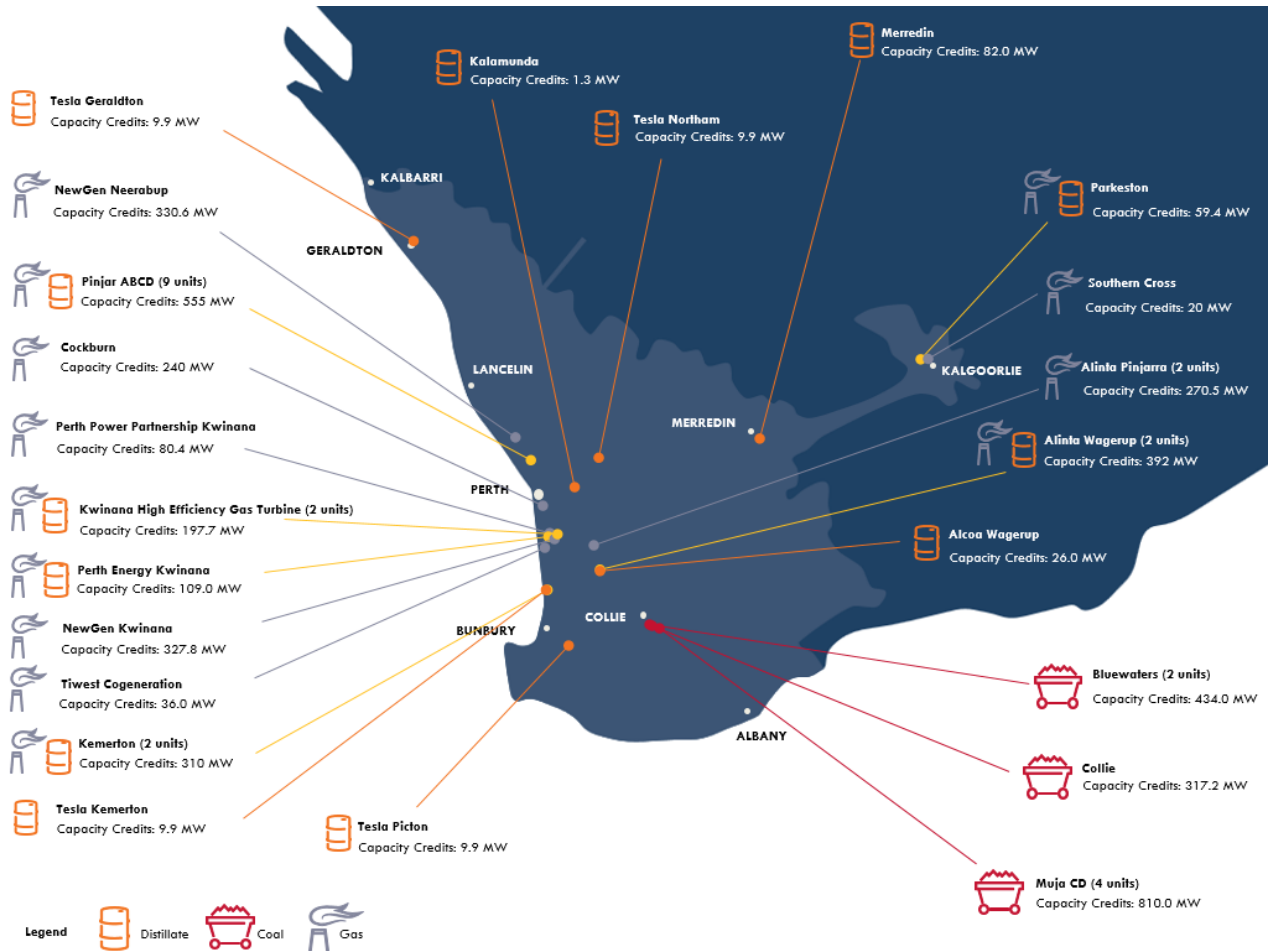 Kalamunda
Capacity Credits: 1.3 MW
Merredin
Capacity Credits: 82.0 MW
Tesla Geraldton
Capacity Credits: 9.9 MW
Tesla Northam
Capacity Credits: 9.9 MW
KALBARRI
NewGen Neerabup
Capacity Credits: 330.6 MW
Parkeston
Capacity Credits: 59.4 MW
GERALDTON
Pinjar ABCD (9 units)
Capacity Credits: 555 MW
Southern Cross
Capacity Credits: 20 MW
Cockburn
Capacity Credits: 240 MW
LANCELIN
KALGOORLIE
Alinta Pinjarra (2 units)
Capacity Credits: 270.5 MW
Perth Power Partnership Kwinana
Capacity Credits: 80.4 MW
MERREDIN
Alinta Wagerup (2 units)
Capacity Credits: 392 MW
PERTH
Kwinana High Efficiency Gas Turbine (2 units)
Capacity Credits: 197.7 MW
Alcoa Wagerup
Capacity Credits: 26.0 MW
Perth Energy Kwinana
Capacity Credits: 109.0 MW
NewGen Kwinana
Capacity Credits: 327.8 MW
BUNBURY
COLLIE
Tiwest Cogeneration
Capacity Credits: 36.0 MW
Bluewaters (2 units)
Capacity Credits: 434.0 MW
ALBANY
Kemerton (2 units)
Capacity Credits: 310 MW
Collie
Capacity Credits: 317.2 MW
Tesla Kemerton
Capacity Credits: 9.9 MW
Tesla Picton
Capacity Credits: 9.9 MW
Muja CD (4 units)
Capacity Credits: 810.0 MW
Legend
Distillate
Coal
Gas